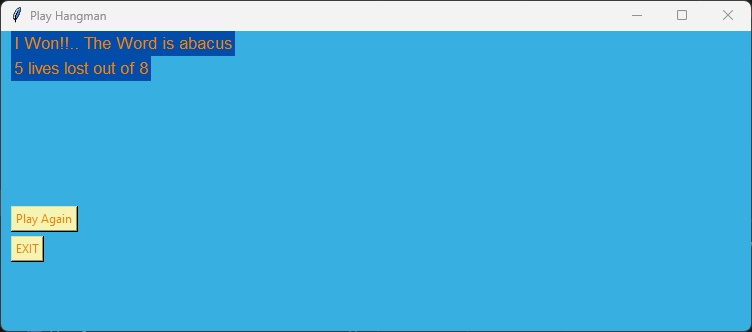 Play Hangman
I Won!!.. The Word is abacus
5 lives lost out of 8
Play Again
EXIT